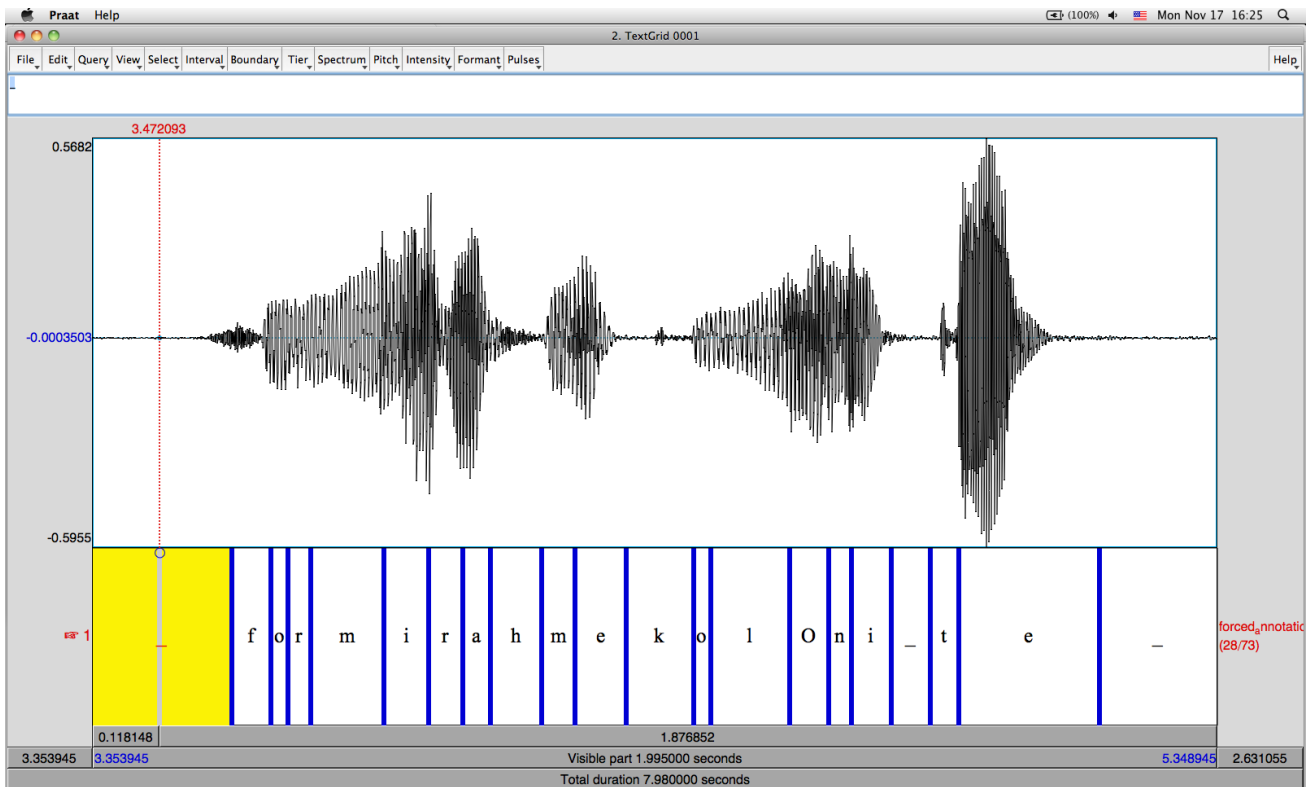 Praat Help (100%) Mon Nov 17 16:25
2. TextGrid 0001
File Edit Query View Select Interval Boundary Tier Spectrum Pitch Intensity Formant Pulses Help
_
3.472093
0.5682
-0.0003503
-0.5955
1 _ f o r m i r a h m e k o l O n i _ t e _ forced_annotatic
(28/73)
0.118148 1.876852
3.353945 3.353945 Visible part 1.995000 seconds 5.348945 2.631055
Total duration 7.980000 seconds